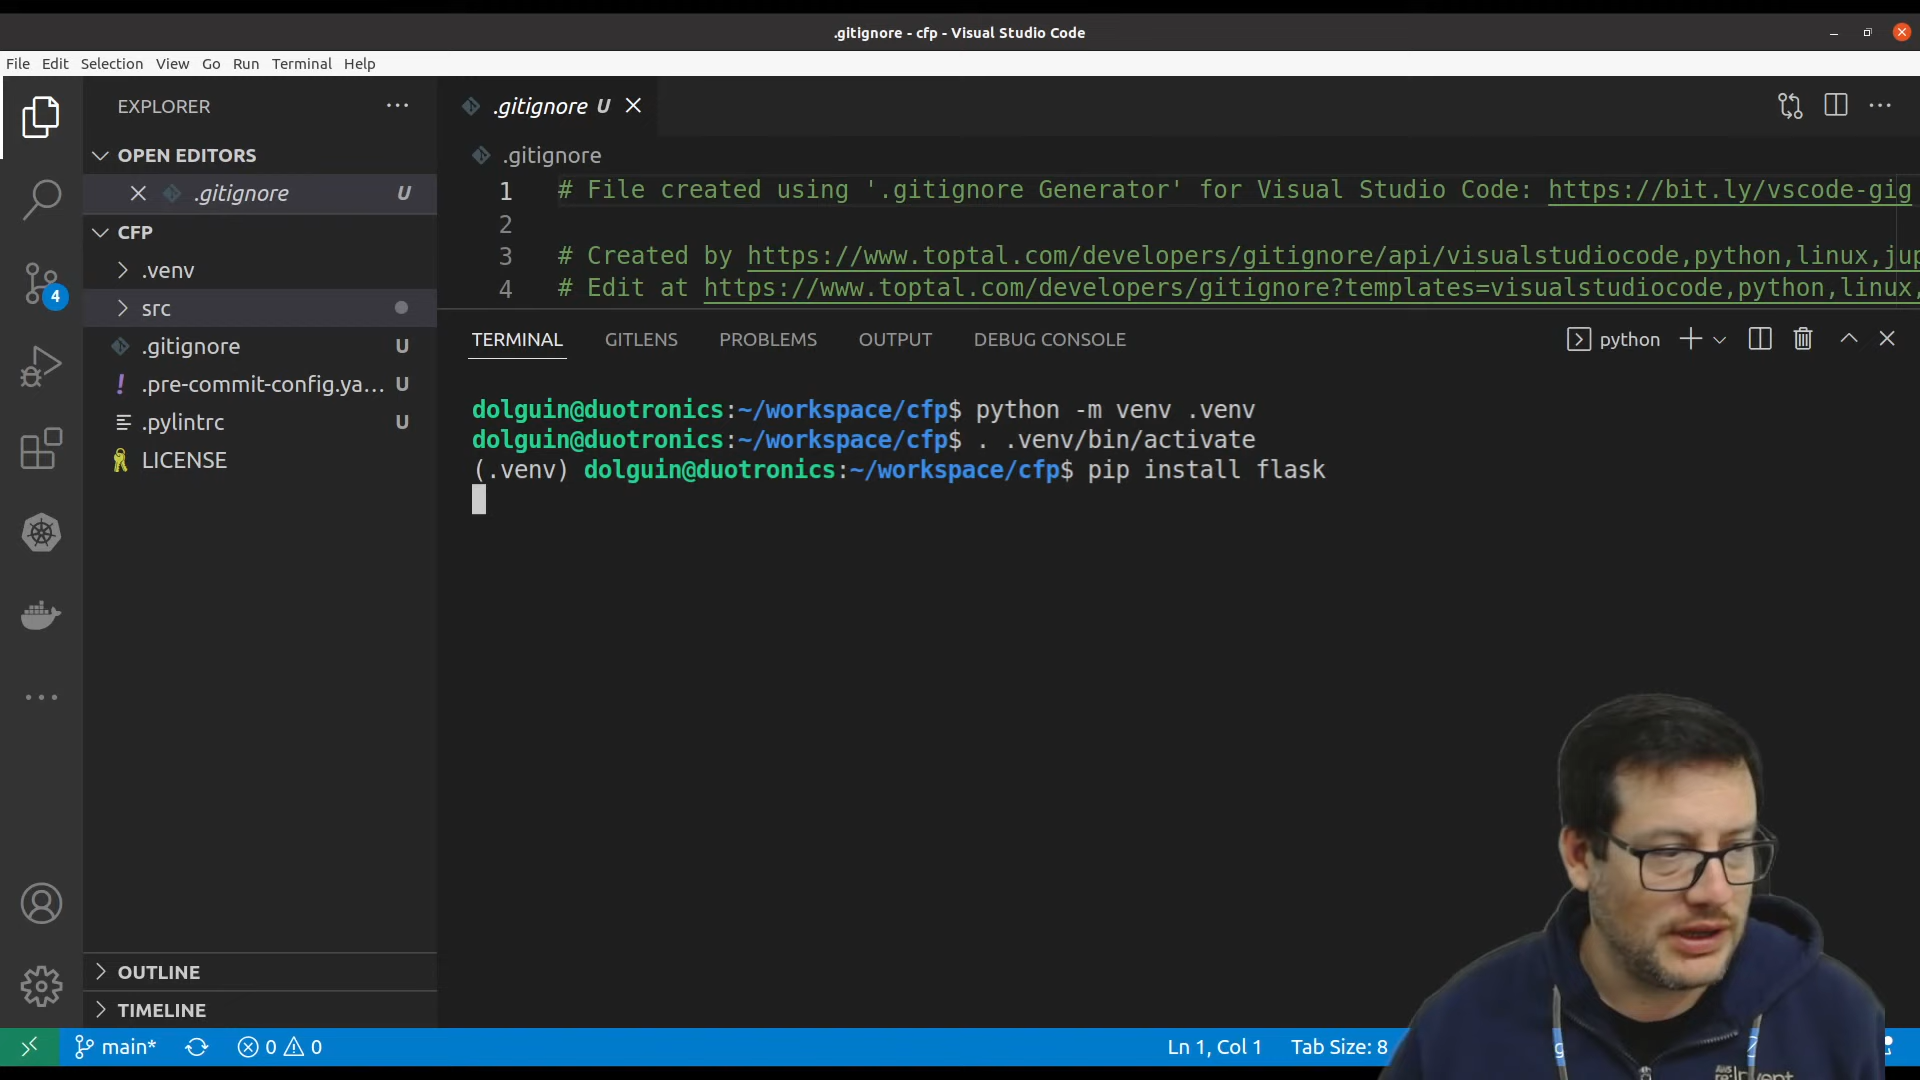 .gitignore - cfp - Visual Studio Code
File Edit Selection View Go Run Terminal Help
EXPLORER
.gitignore U
OPEN EDITORS
.gitignore U
CFP
.venv
src
.gitignore U
.pre-commit-config.ya... U
.pylintrc U
LICENSE
4
OUTLINE
TIMELINE
.gitignore
1 # File created using '.gitignore Generator' for Visual Studio Code: https://bit.ly/vscode-gig
2
3 # Created by https://www.toptal.com/developers/gitignore/api/visualstudiocode,python,linux,jup
4 # Edit at https://www.toptal.com/developers/gitignore?templates=visualstudiocode,python,linux,
TERMINAL GITLENS PROBLEMS OUTPUT DEBUG CONSOLE
python
dolguin@duotronics:~/workspace/cfp$ python -m venv .venv
dolguin@duotronics:~/workspace/cfp$ . .venv/bin/activate
(.venv) dolguin@duotronics:~/workspace/cfp$ pip install flask
main* 0 0
Ln 1, Col 1 Tab Size: 8
aws
re:Invent